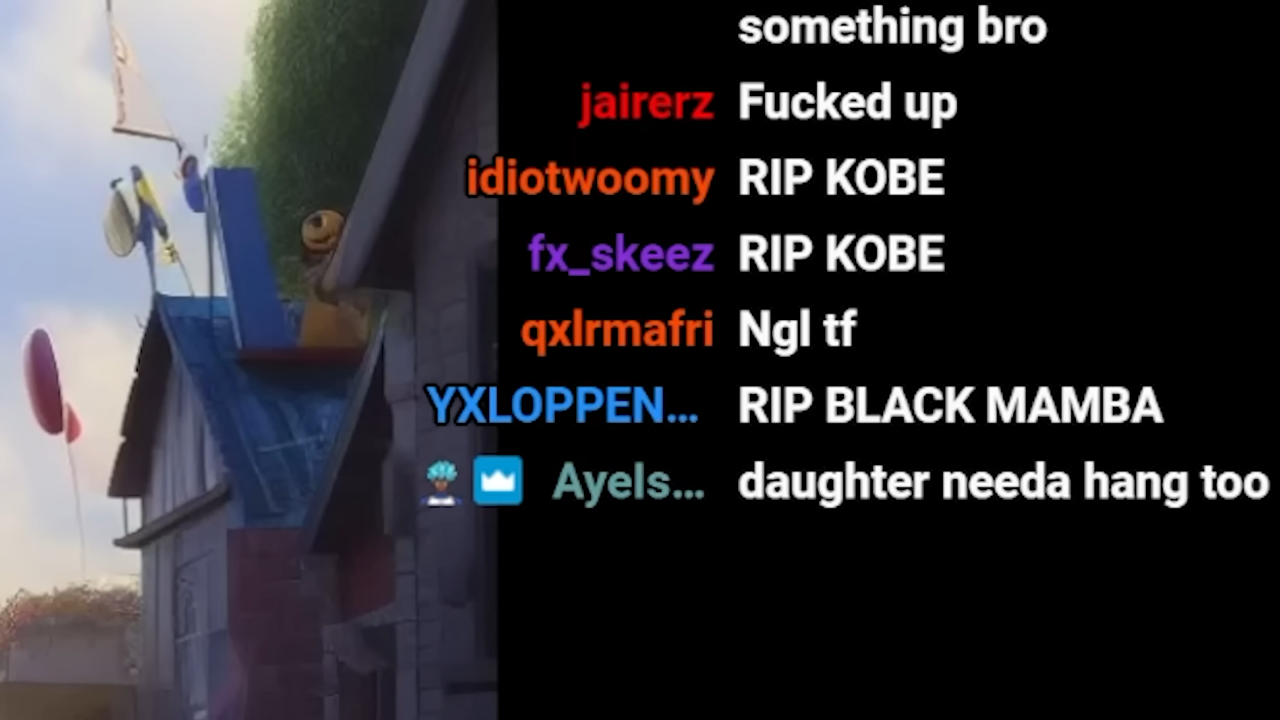 something bro
jairerz Fucked up
idiotwoomy RIP KOBE
fx_skeez RIP KOBE
qxlrmafri Ngl tf
YXLOPPEN... RIP BLACK MAMBA
Ayels... daughter needa hang too